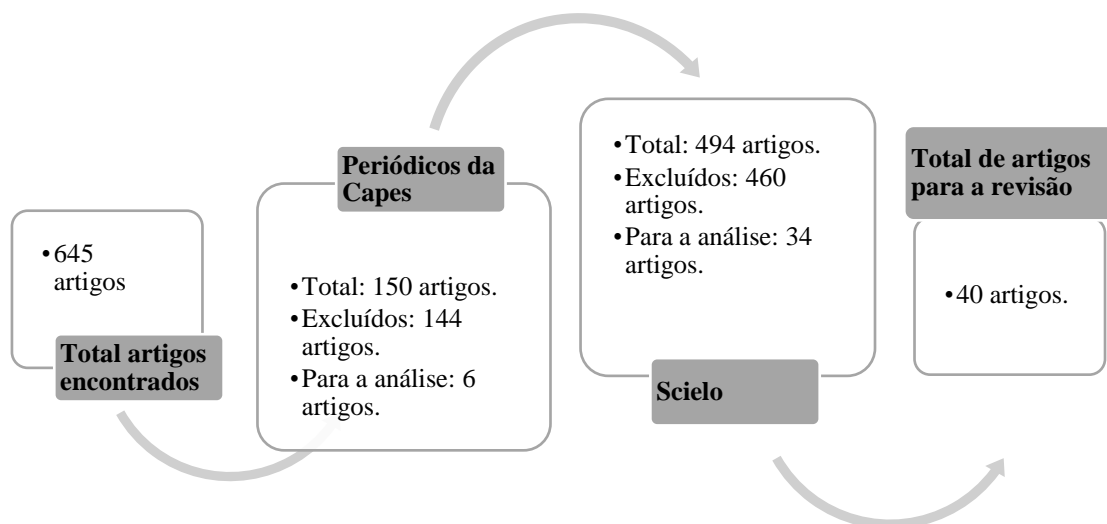 •645
artigos
Total artigos
encontrados
Periódicos da
Capes
•Total: 150 artigos.
•Excluídos: 144
artigos.
•Para a análise: 6
artigos.
•Total: 494 artigos.
•Excluídos: 460
artigos.
•Para a análise: 34
artigos.
Scielo
Total de artigos
para a revisão
•40 artigos.